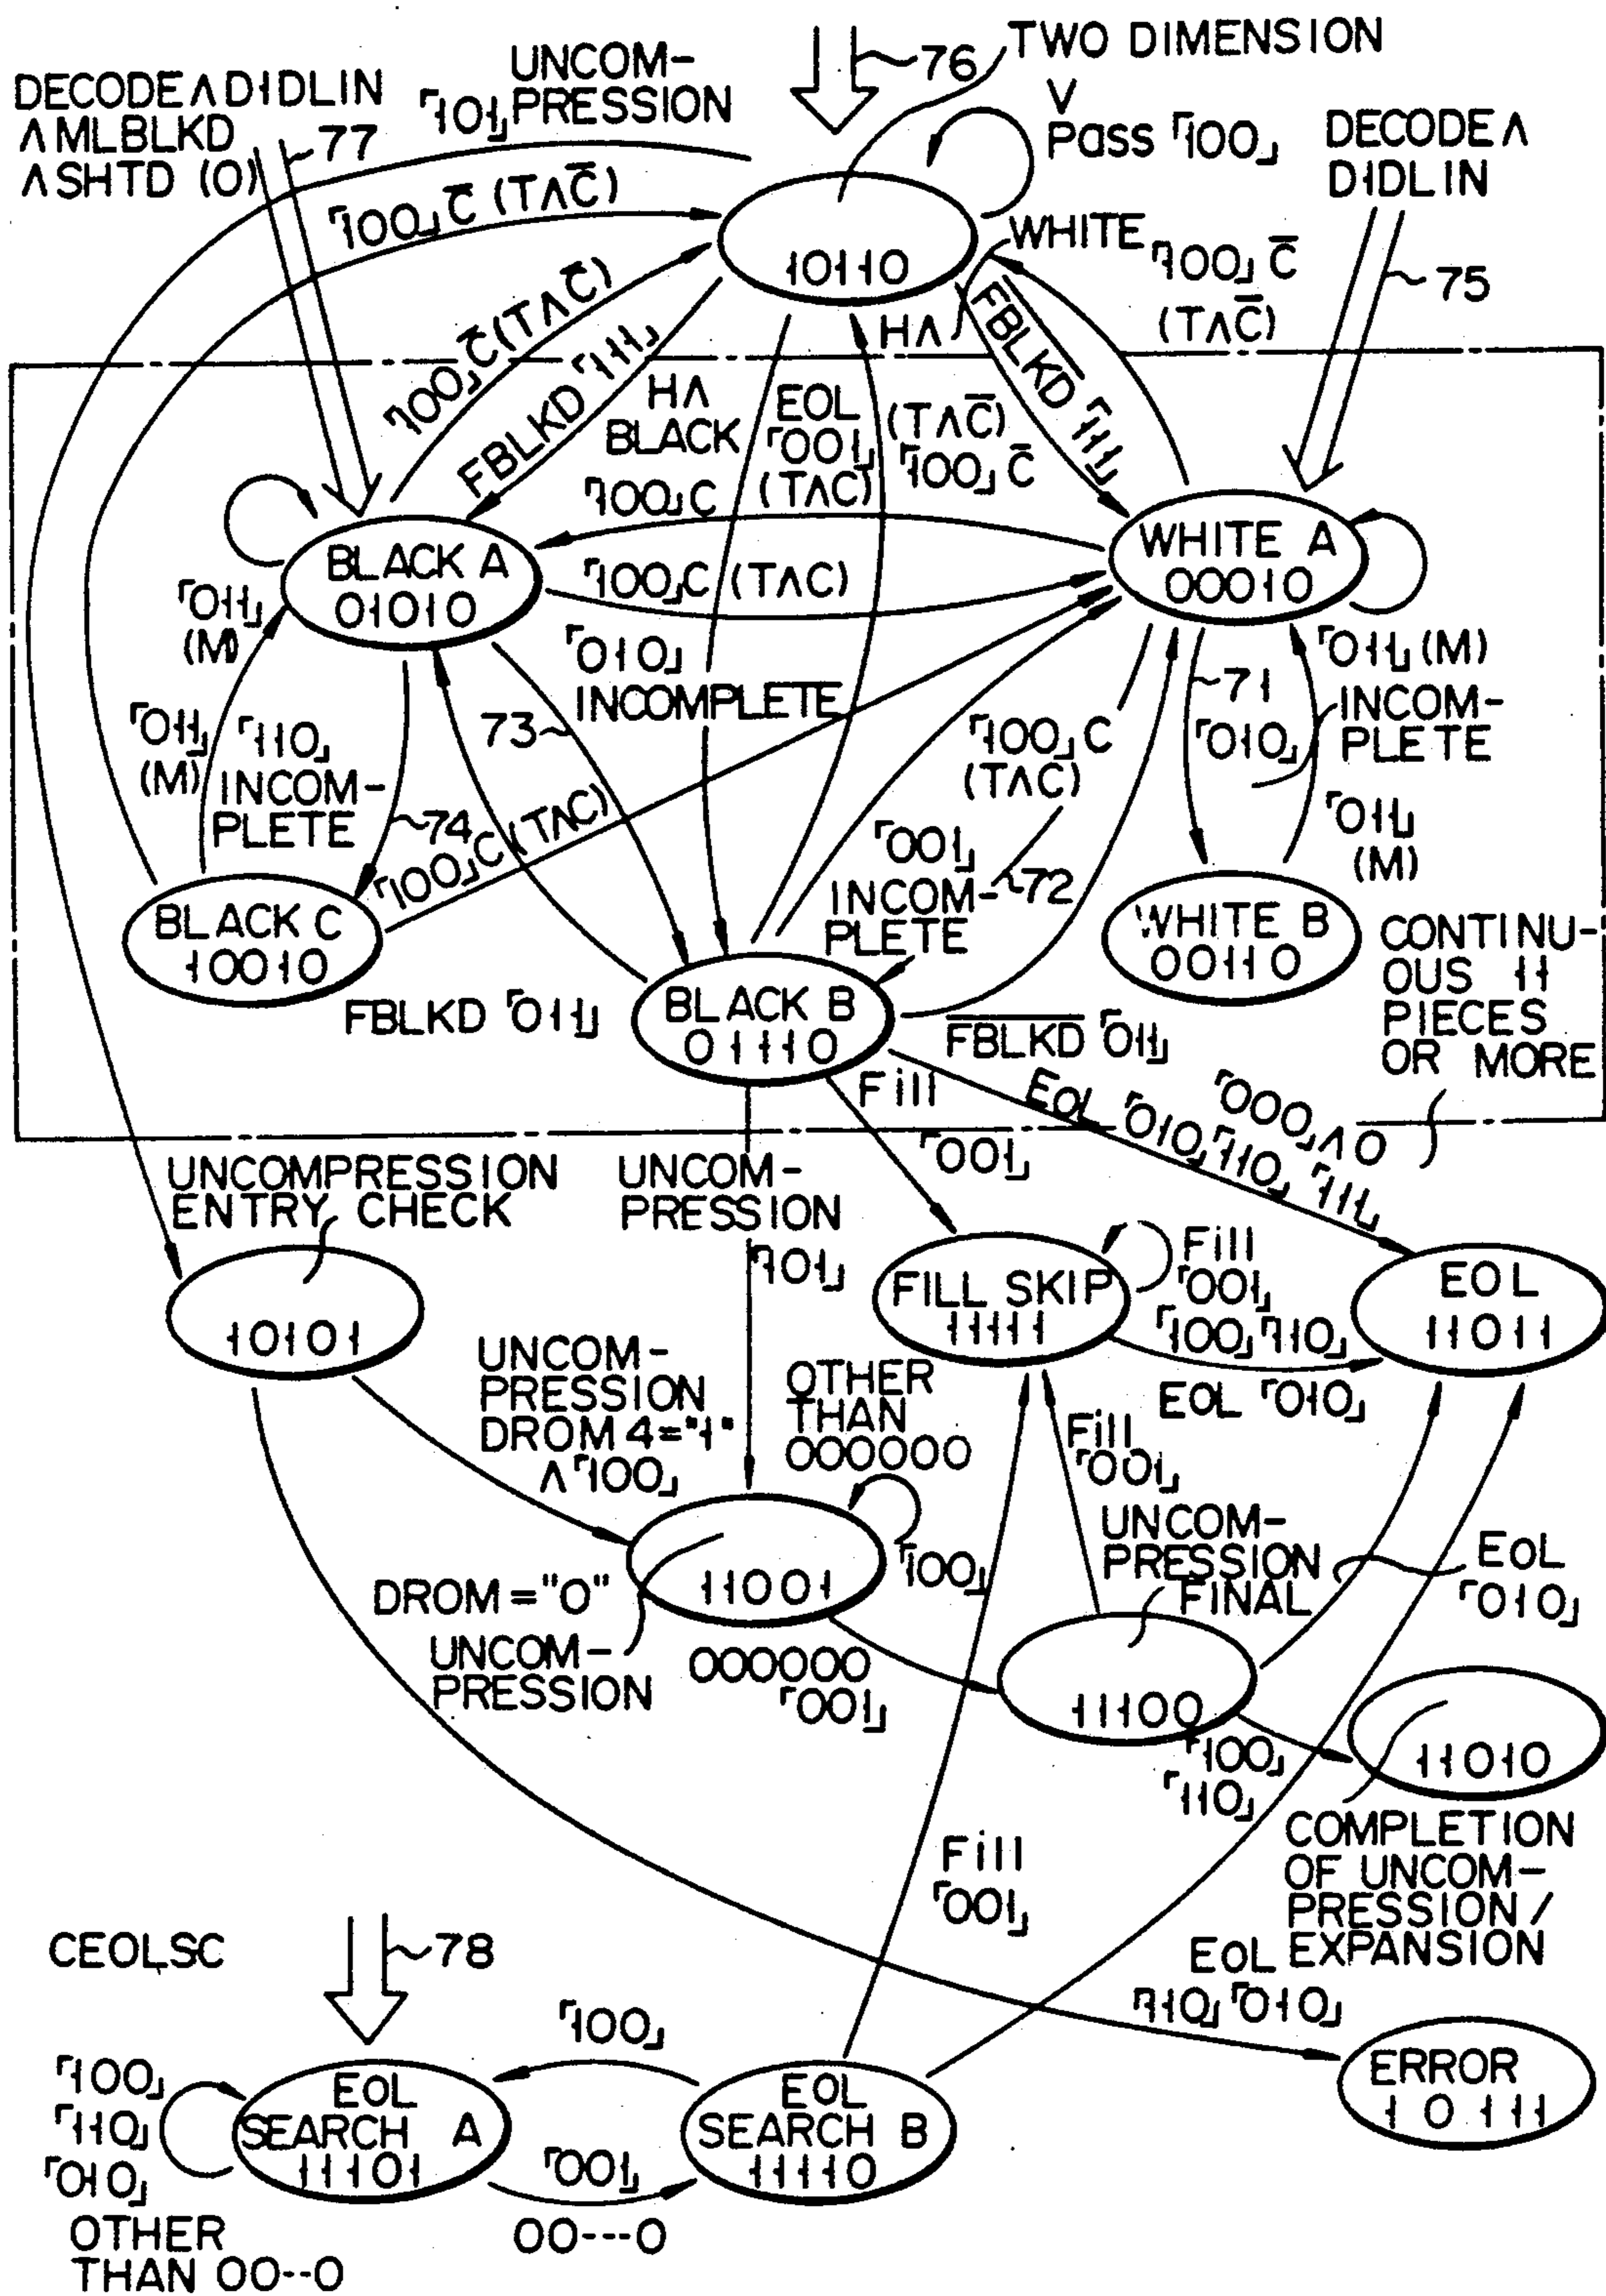 TWO DIMENSION
V
Pass 「100」
76
UNCOM-
PRESSION
「101」
DECODE∧DIDLIN
∧MLBLKD
∧SHTD (0)
77
DECODE∧
DIDLIN
75
「100」C̅ (T∧C̅)
10110
WHITE
H∧
「100」C̅
(T∧C̅)
「100」C̅(T∧C̅)
FBLKD 「111」
F̅B̅L̅K̅D̅ 「111」
H∧
BLACK
EOL
「001」
(T∧C̅)
「100」C̅
「100」C (T∧C)
BLACK A
01010
「100」C (T∧C)
WHITE A
00010
「011」
(M)
「010」
INCOMPLETE
73
「011」(M)
71
「010」
INCOM-
PLETE
「100」C
(T∧C)
「011」
(M)
「110」
INCOM-
PLETE
74
「100」C(T∧C)
「011」
(M)
「001」
INCOM-
PLETE
72
BLACK C
10010
WHITE B
00110
BLACK B
01110
FBLKD 「011」
F̅B̅L̅K̅D̅ 「011」
CONTINU-
OUS 11
PIECES
OR MORE
Fill
「001」
EOL 「010」「110」「111」
「000」∧0
UNCOMPRESSION
ENTRY CHECK
UNCOM-
PRESSION
「101」
10101
FILL SKIP
11111
Fill
「001」
「100」「110」
EOL 「010」
EOL
11011
UNCOM-
PRESSION
DROM 4="1"
∧「100」
OTHER
THAN
000000
Fill
「001」
11001
「100」
DROM="0"
UNCOM-
PRESSION
000000
「001」
UNCOM-
PRESSION
FINAL
EOL
「010」
11100
「100」
「110」
11010
COMPLETION
OF UNCOM-
PRESSION/
EXPANSION
Fill
「001」
EOL
「110」「010」
ERROR
10111
CEOLSC
78
「100」
「100」
「110」
「010」
OTHER
THAN 00--0
EOL
SEARCH A
11101
「001」
00---0
EOL
SEARCH B
11110